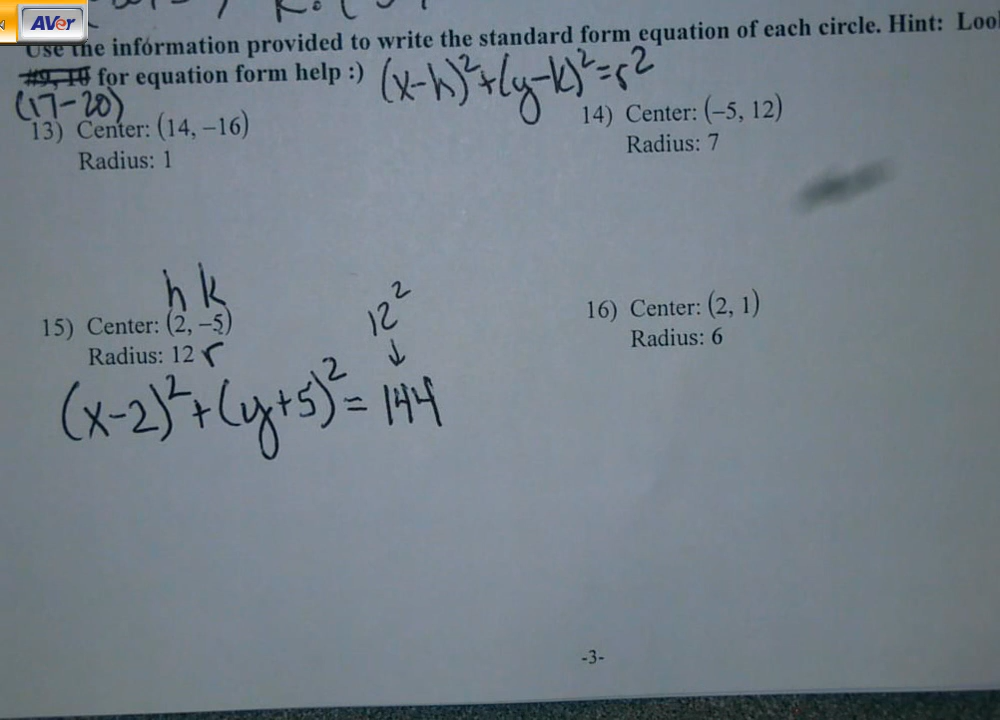 AVer
Use the information provided to write the standard form equation of each circle. Hint: Loo
#9, 10 for equation form help :) (x-h)²+(y-k)²=r²
(17-20)
13) Center: (14, −16)
Radius: 1
14) Center: (−5, 12)
Radius: 7
h k
15) Center: (2, −5)
Radius: 12 r
12²
↓
(x-2)²+(y+5)²= 144
16) Center: (2, 1)
Radius: 6
-3-